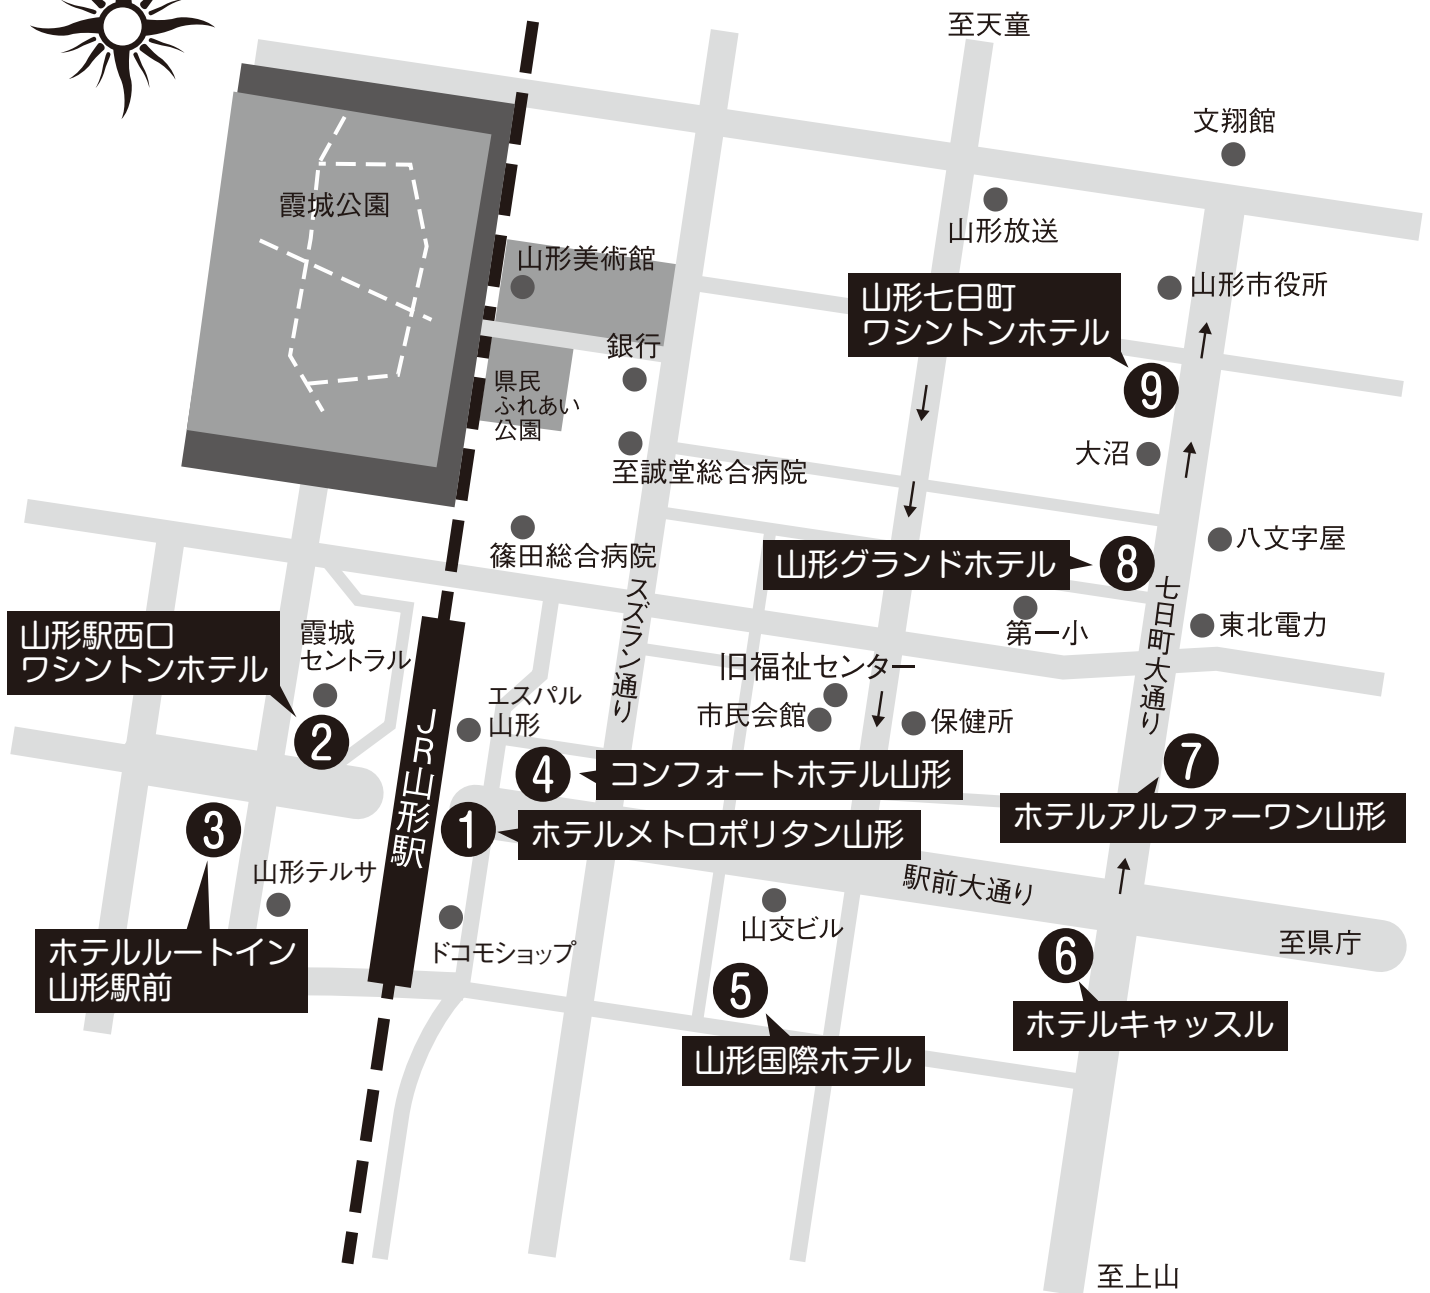 至天童
文翔館
霞城公園
山形放送
山形美術館
山形市役所
山形七日町
ワシントンホテル
銀行
県民
ふれあい
公園
9
大沼
至誠堂総合病院
篠田総合病院
八文字屋
山形グランドホテル
8
スズラン通り
七日町大通り
第一小
東北電力
山形駅西口
ワシントンホテル
霞城
セントラル
旧福祉センター
エスパル
山形
市民会館
保健所
2
JR山形駅
4
コンフォートホテル山形
7
ホテルアルファーワン山形
3
1
ホテルメトロポリタン山形
山形テルサ
駅前大通り
山交ビル
ドコモショップ
至県庁
ホテルルートイン
山形駅前
6
5
ホテルキャッスル
山形国際ホテル
至上山